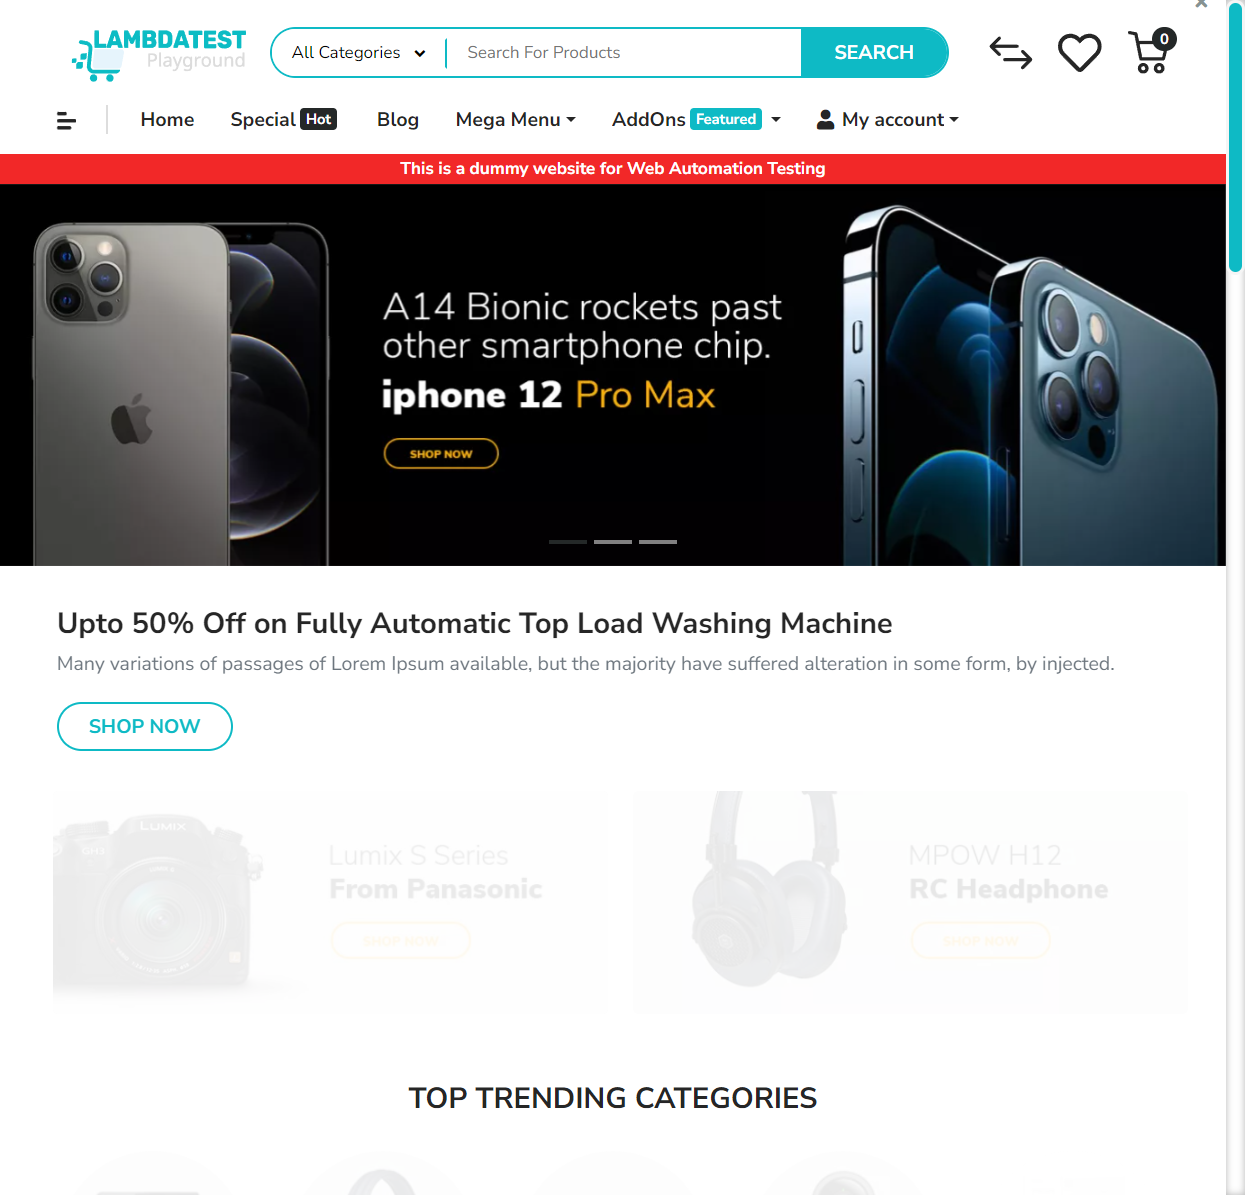 LAMBDATEST
Playground
All Categories
Search For Products
SEARCH
0
Home
Special Hot
Blog
Mega Menu
AddOns Featured
My account
This is a dummy website for Web Automation Testing
A14 Bionic rockets past
other smartphone chip.
iphone 12 Pro Max
SHOP NOW
Upto 50% Off on Fully Automatic Top Load Washing Machine
Many variations of passages of Lorem Ipsum available, but the majority have suffered alteration in some form, by injected.
SHOP NOW
LUMIX
GH3
Lumix S Series
From Panasonic
SHOP NOW
MPOW H12
RC Headphone
SHOP NOW
TOP TRENDING CATEGORIES